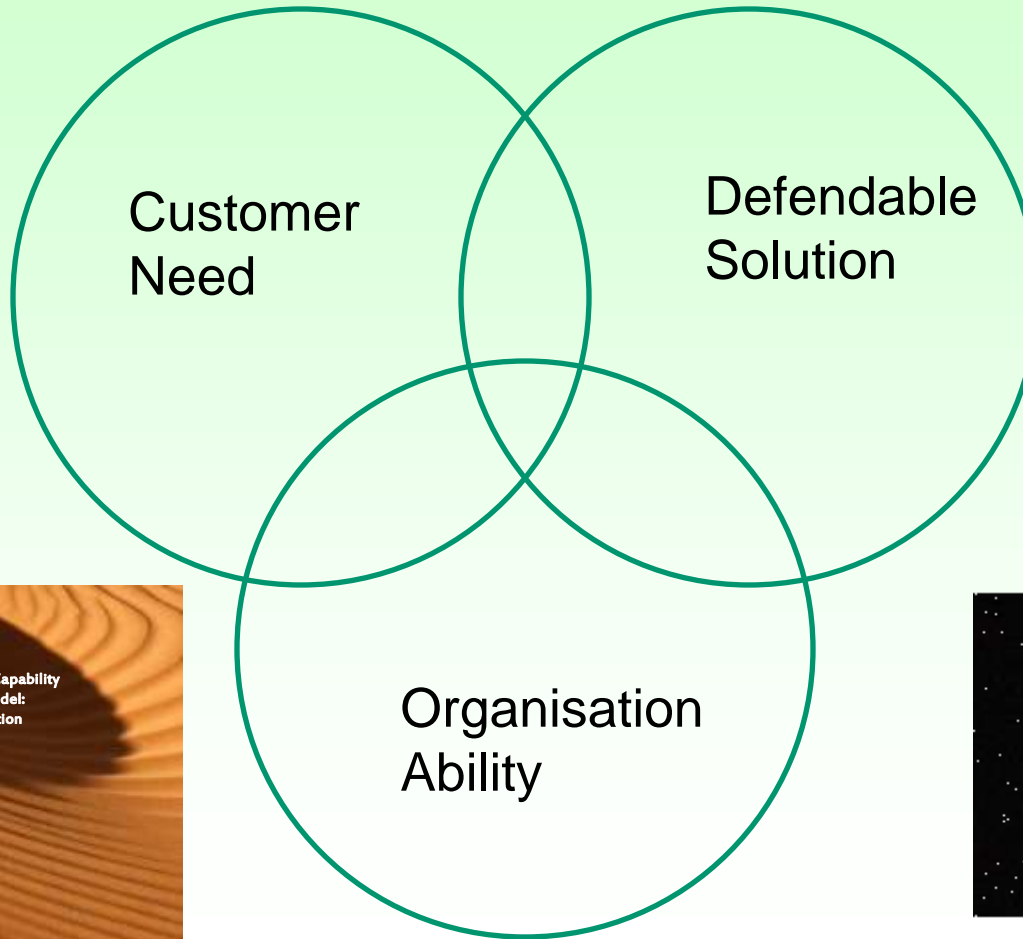 Customer
Need
Defendable
Solution
Organisation
Ability